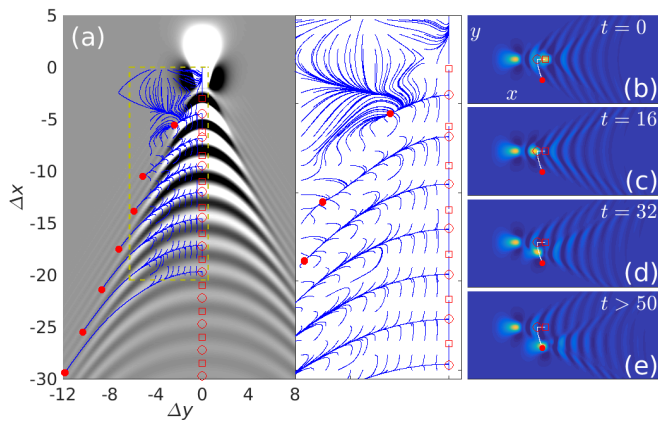 (a)
5
0
-5
-10
-15
-20
-25
-30
Δx
-12
-8
-4
0
4
8
Δy
y
x
t = 0
(b)
t = 16
(c)
t = 32
(d)
t > 50
(e)